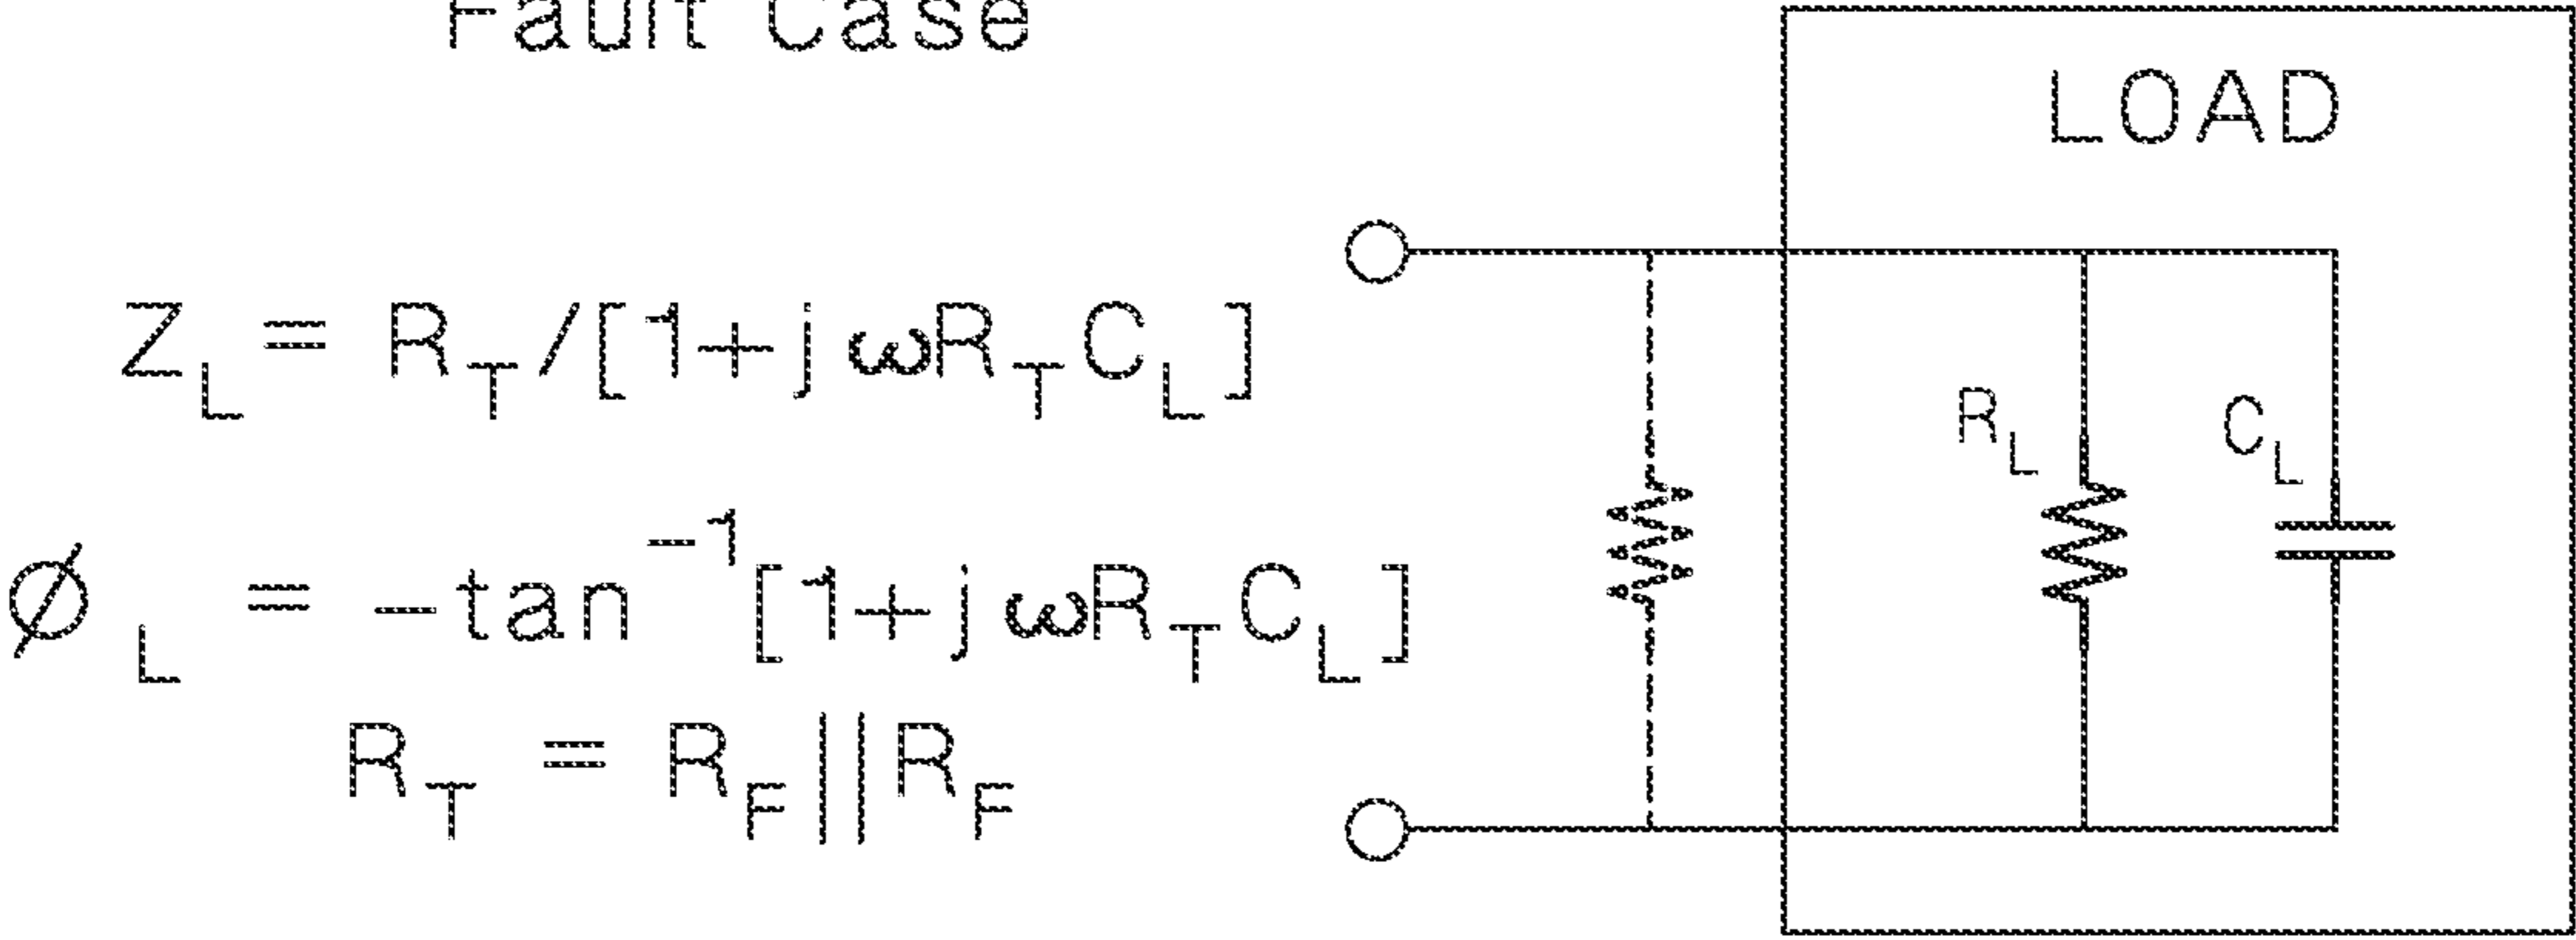 Fault Case
LOAD
Z_L = R_T/[1+jωR_TC_L]
R_L
C_L
Ø_L = -tan⁻¹[1+jωR_TC_L]
R_T = R_F||R_F